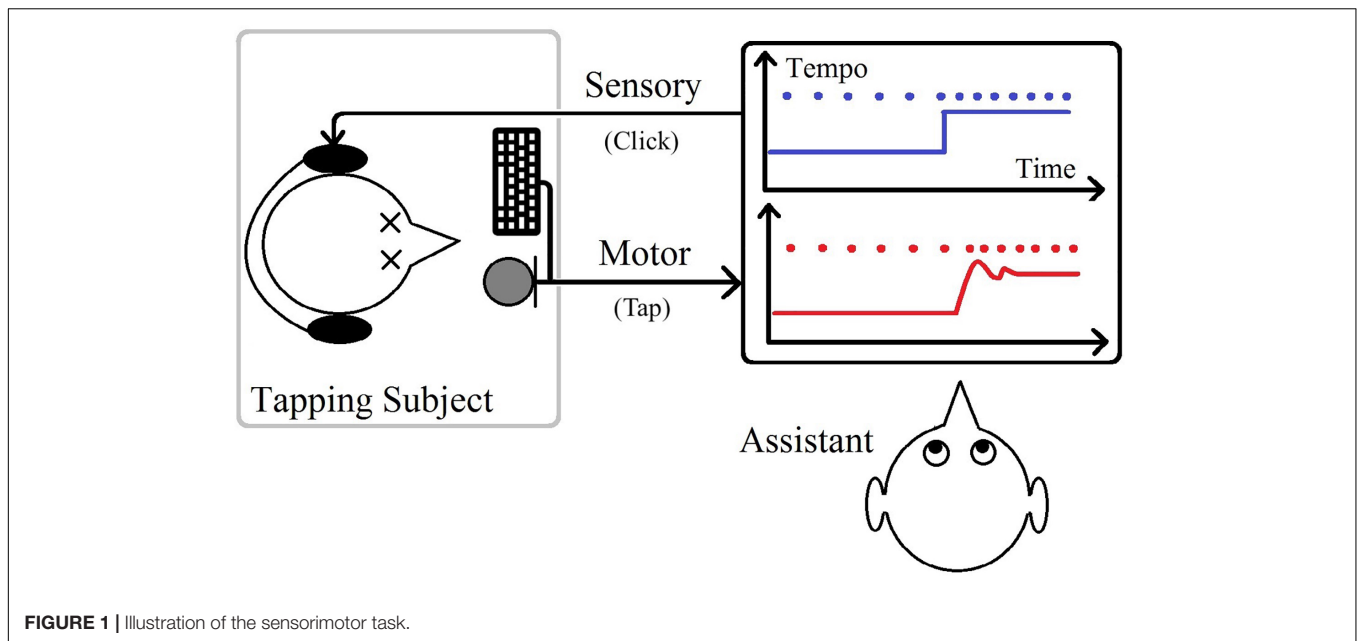 Sensory
(Click)
Tempo
Time
Motor
(Tap)
Tapping Subject
Assistant
FIGURE 1 | Illustration of the sensorimotor task.